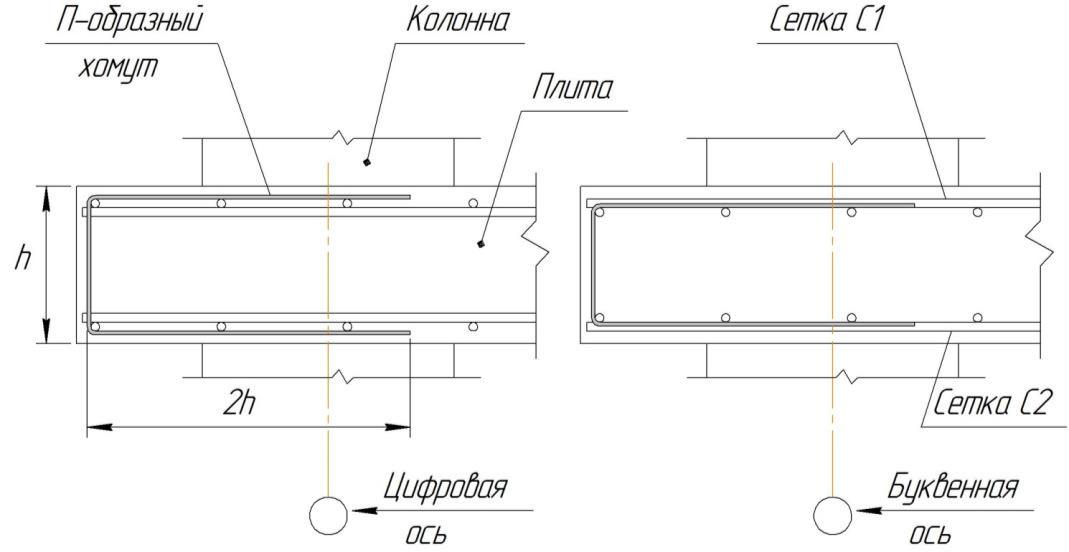 П-образный
хомут
Колонна
Плита
Сетка С1
h
2h
Сетка С2
Цифровая
ось
Буквенная
ось